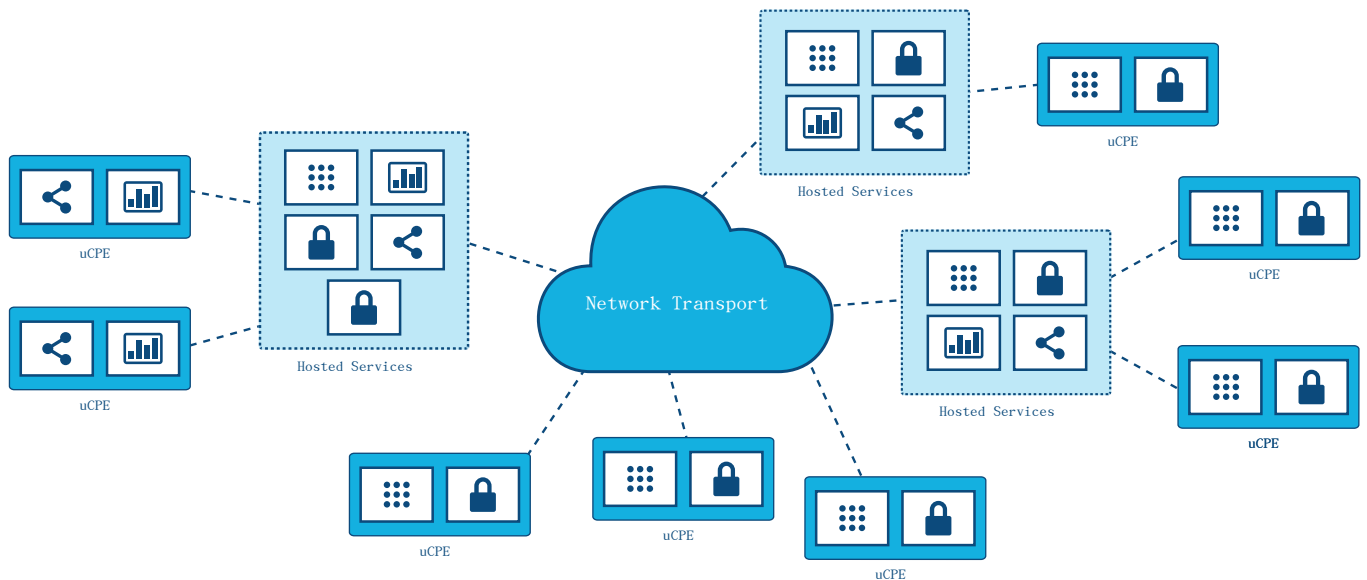 uCPE
Hosted Services
uCPE
uCPE
Network Transport
Hosted Services
uCPE
uCPE
Hosted Services
uCPE
uCPE
uCPE
uCPE